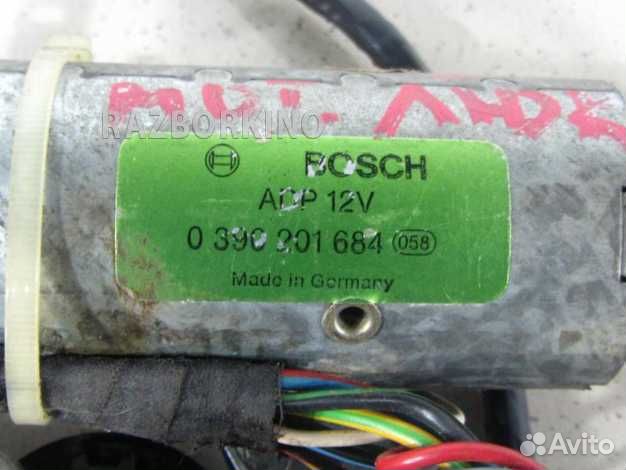 RAZBORKINO
BOSCH
ADP 12V
0 390 201 684 058
Made in Germany
Avito